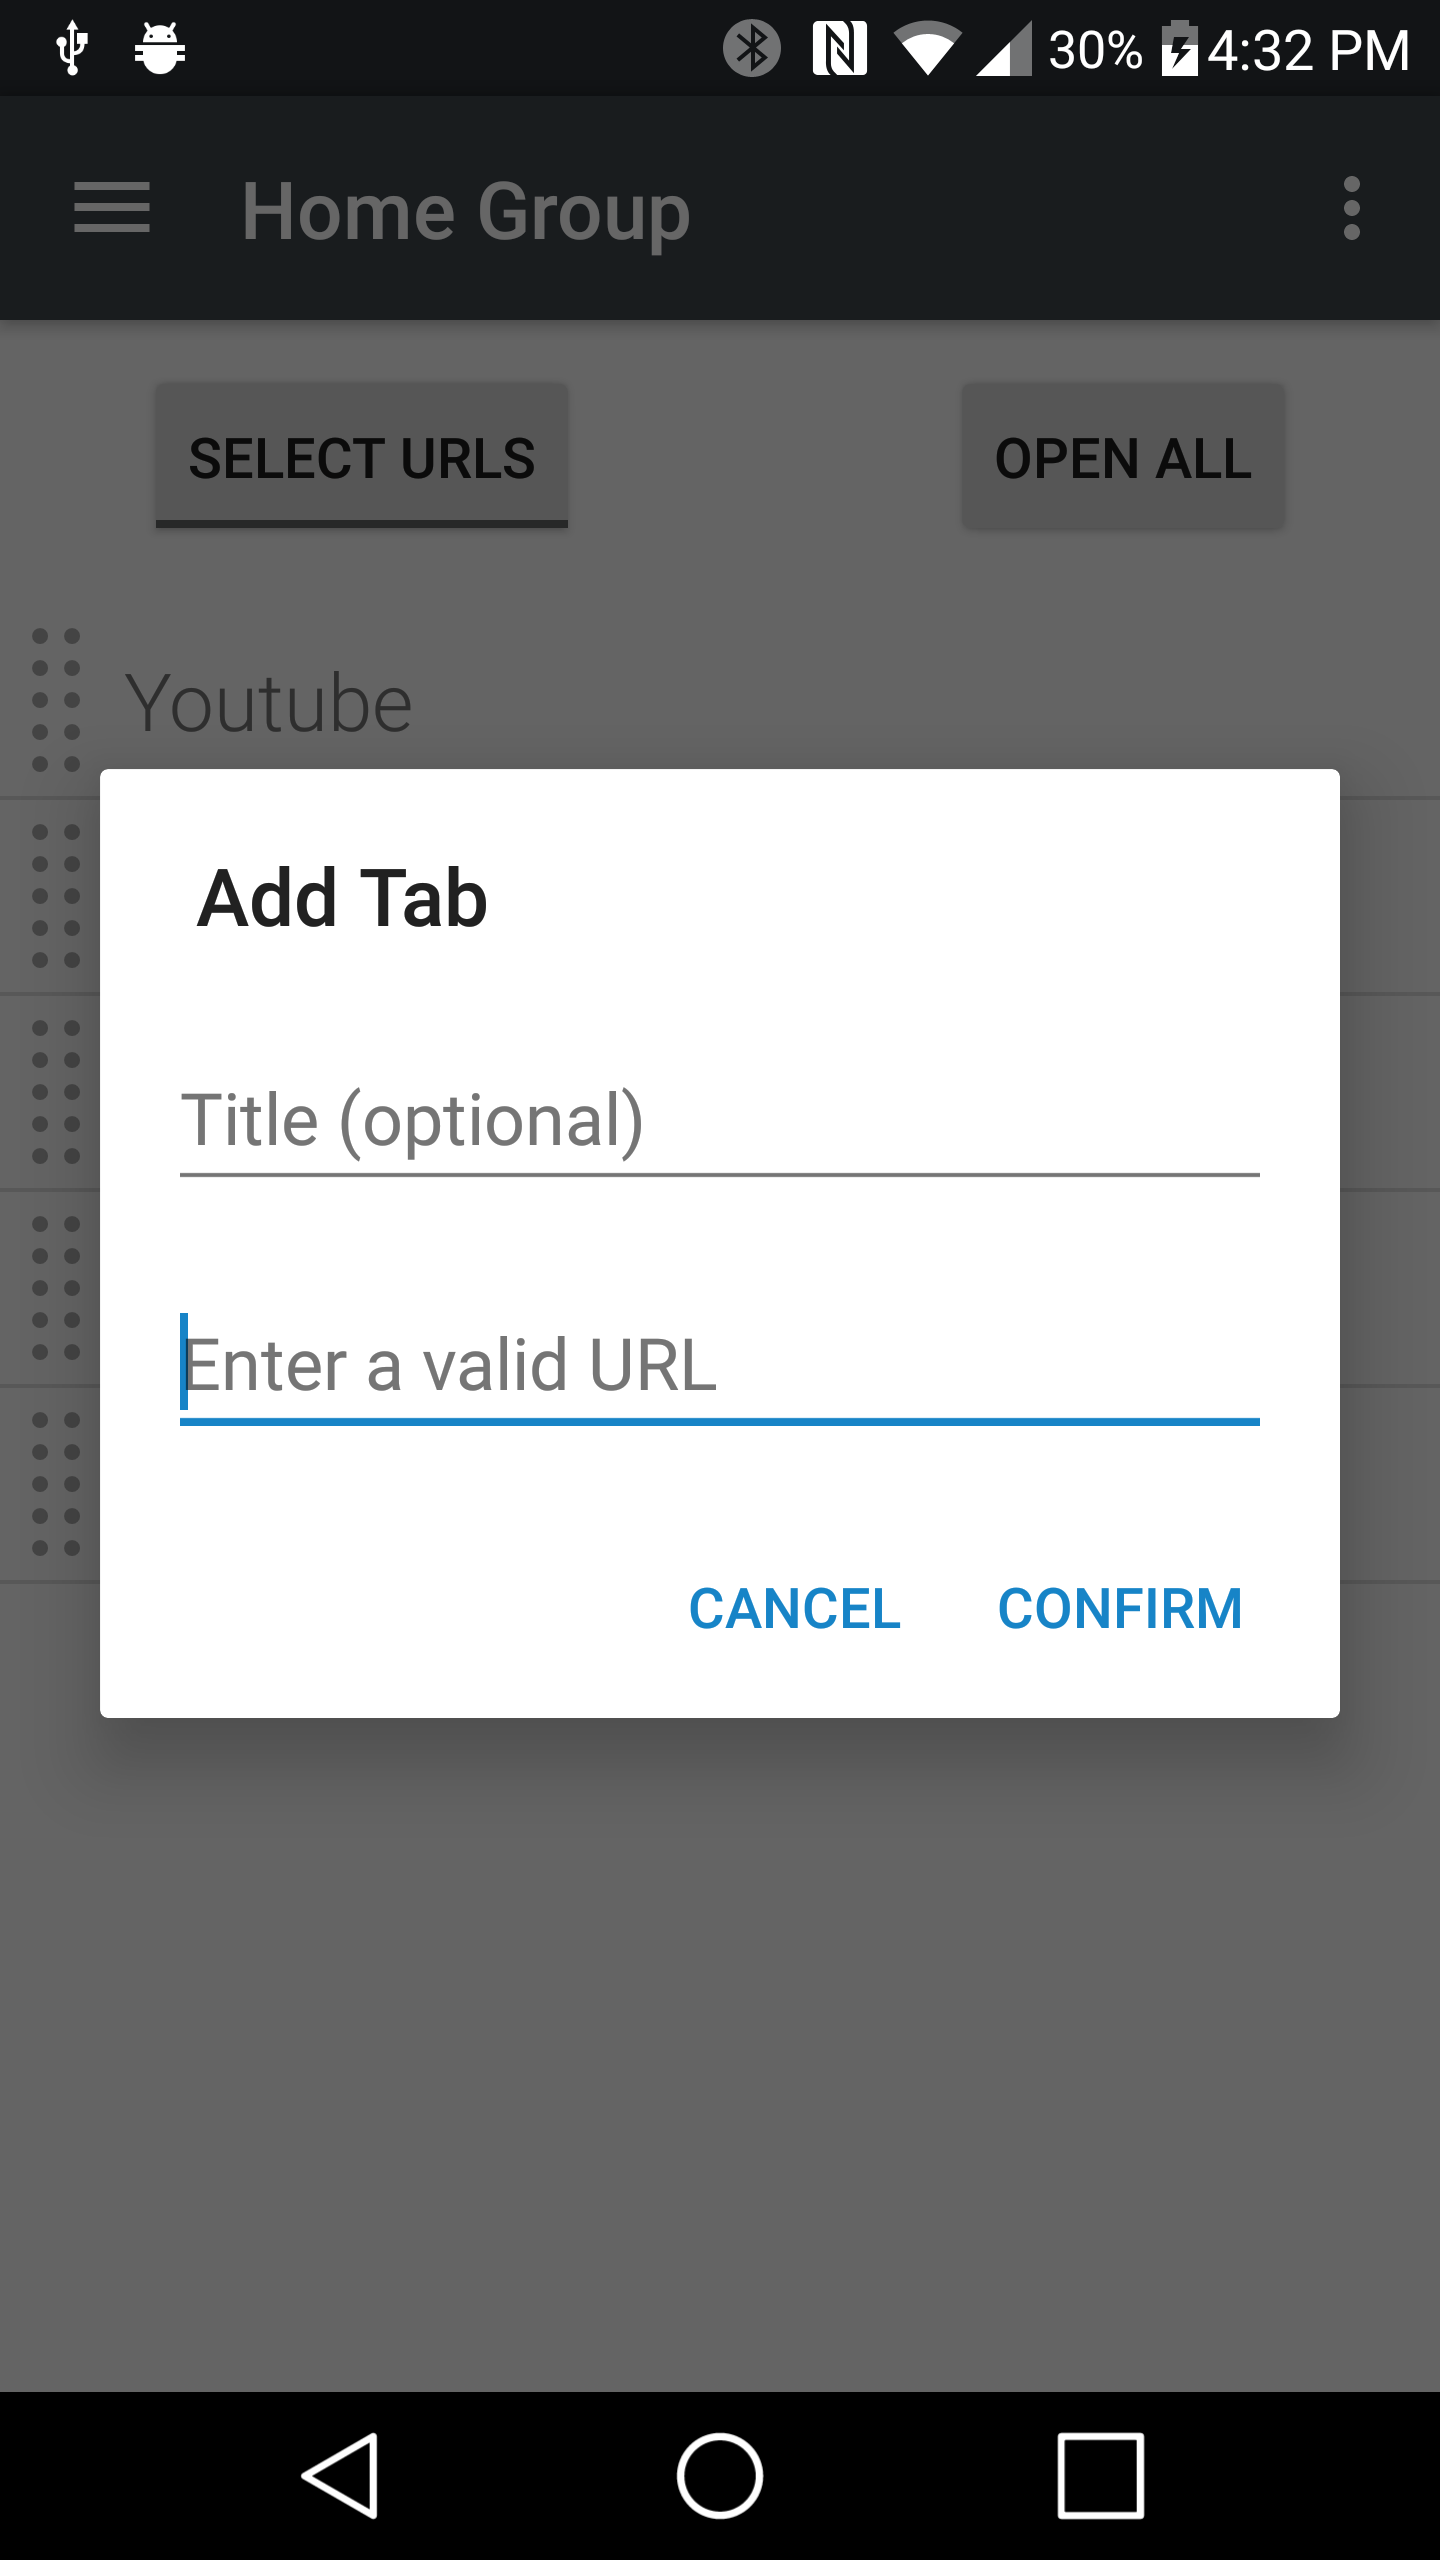 30% 4:32 PM
Home Group
SELECT URLS OPEN ALL
Youtube
Add Tab
Title (optional)
Enter a valid URL
CANCEL CONFIRM